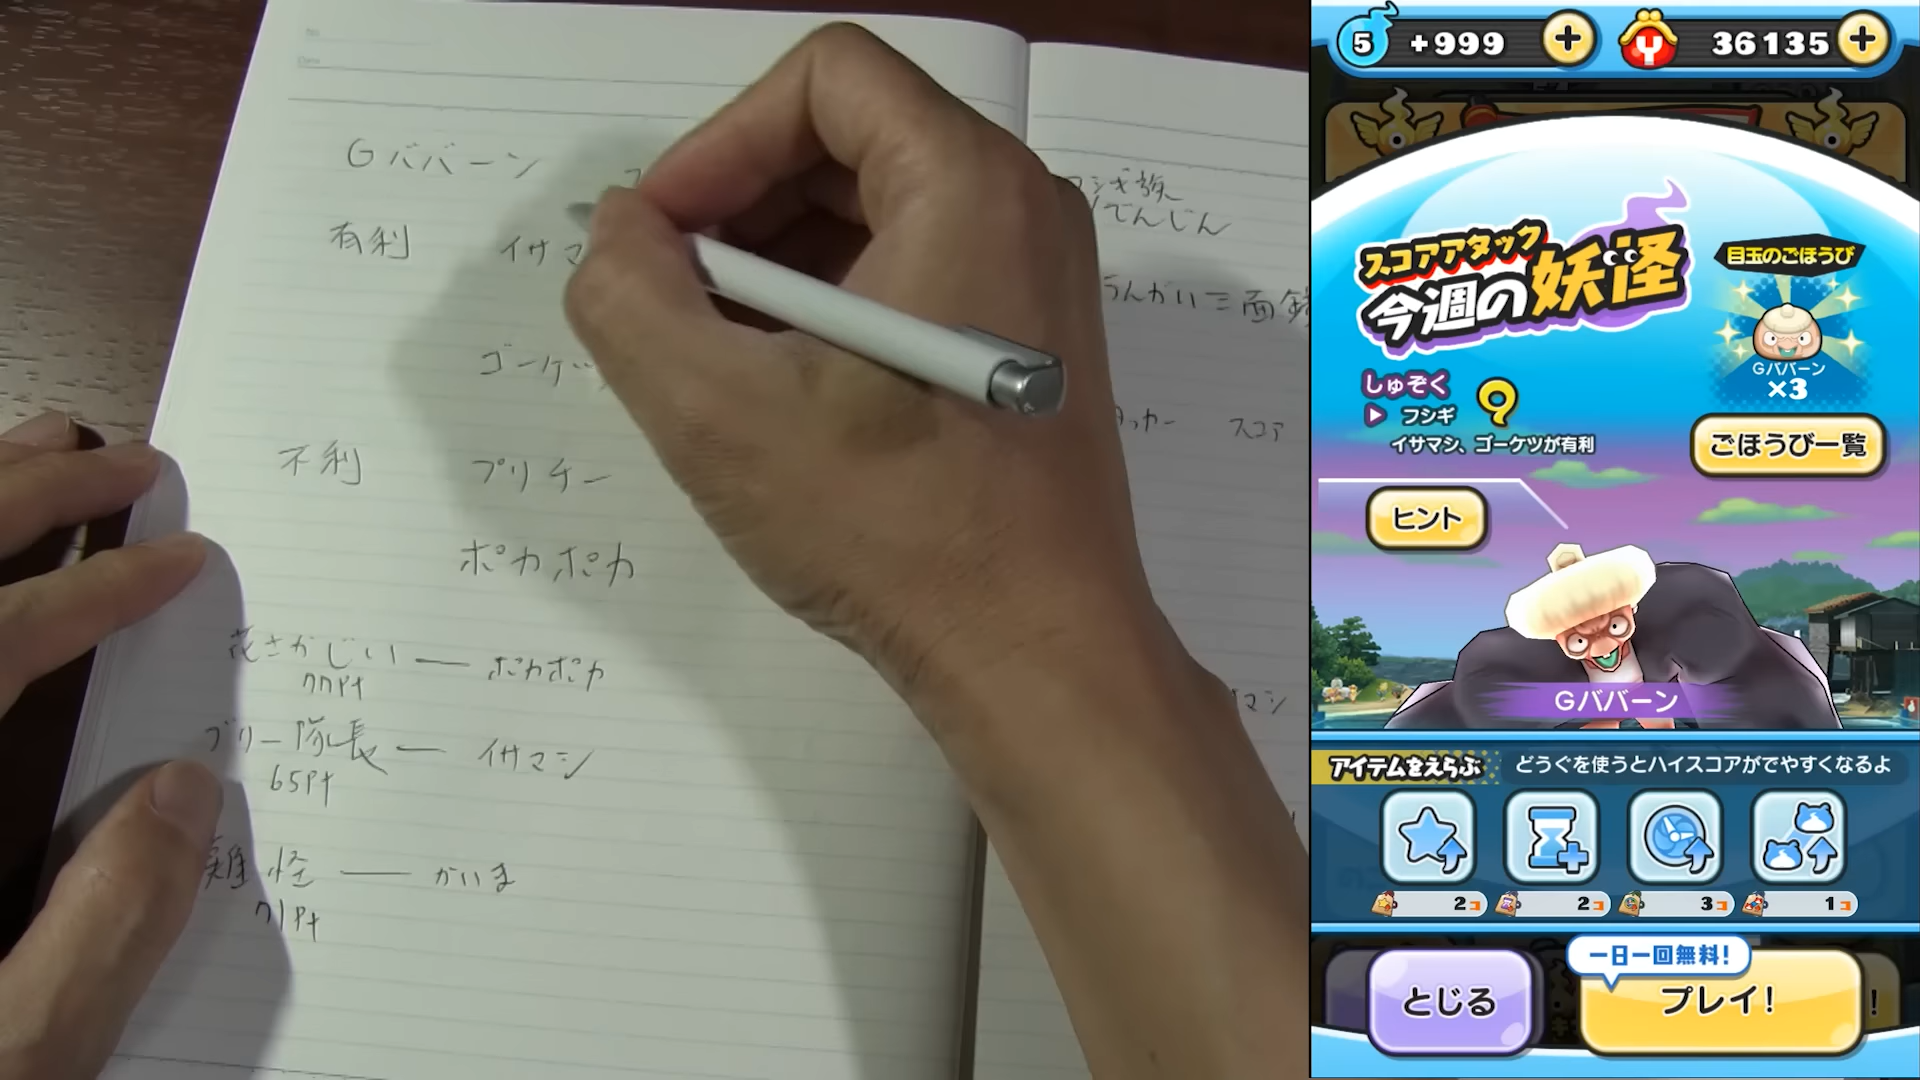 Gババーン
有利
イサマ
ゴーケ
不利
プリチー
ポカポカ
花さかじい — ポカポカ
77Pt
ブリー隊長 — イサマシ
65Pt
難怪 — かいま
71Pt
フシギ族
でんじん
うんがい三面鏡
タッカー スコア
マシ
5 +999
36135
スコアアタック
今週の妖怪
目玉のごほうび
Gババーン
×3
しゅぞく
フシギ
イサマシ、ゴーケツが有利
ごほうび一覧
ヒント
Gババーン
アイテムをえらぶ どうぐを使うとハイスコアがでやすくなるよ
2コ 2コ 3コ 1コ
一日一回無料!
とじる
プレイ!